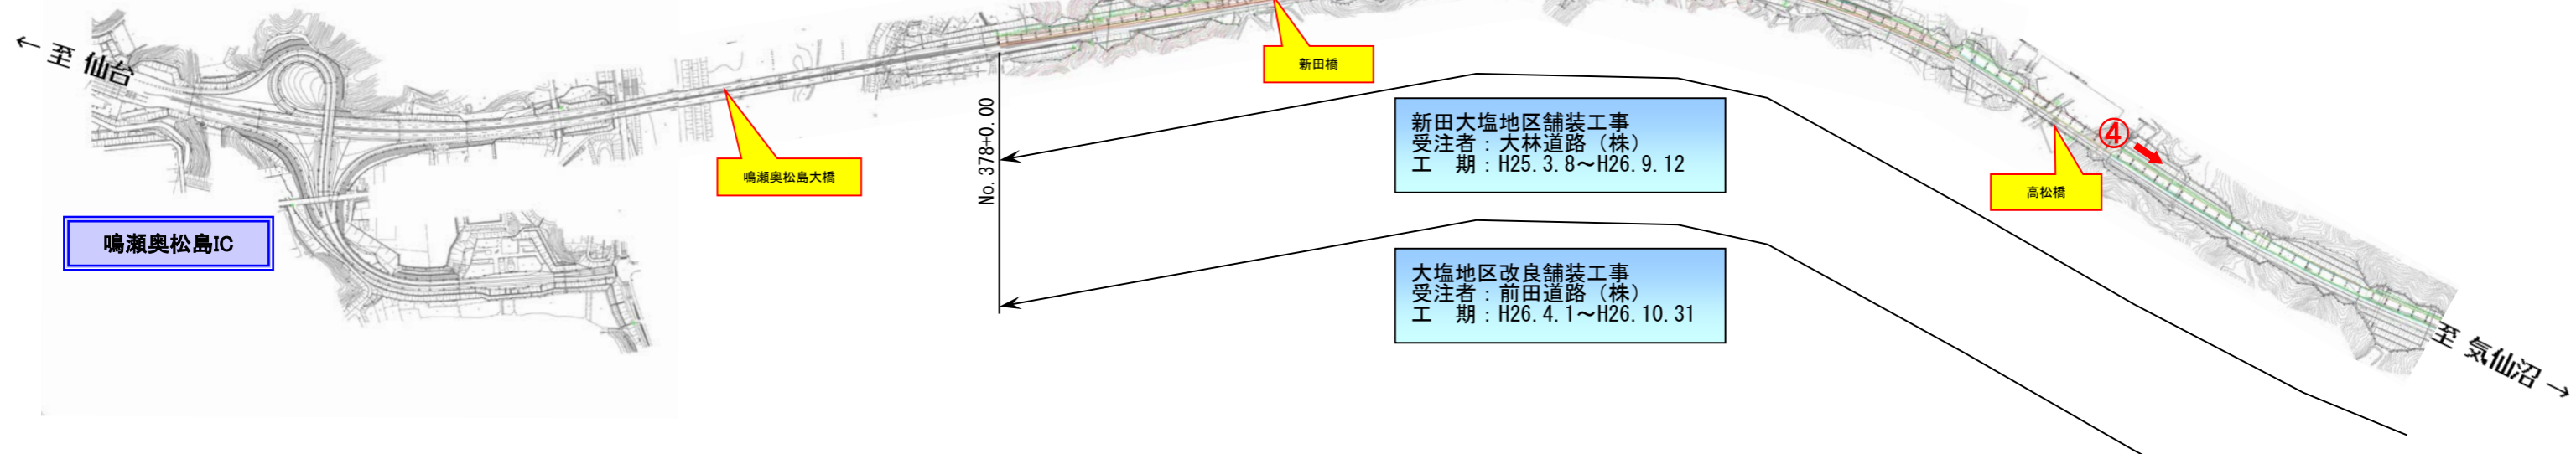 ← 至 仙台
新田橋
鳴瀬奥松島大橋
No. 378+0. 00
新田大塩地区舗装工事
受注者：大林道路（株）
工　期：H25. 3. 8～H26. 9. 12
④
高松橋
鳴瀬奥松島IC
大塩地区改良舗装工事
受注者：前田道路（株）
工　期：H26. 4. 1～H26. 10. 31
至 気仙沼 →